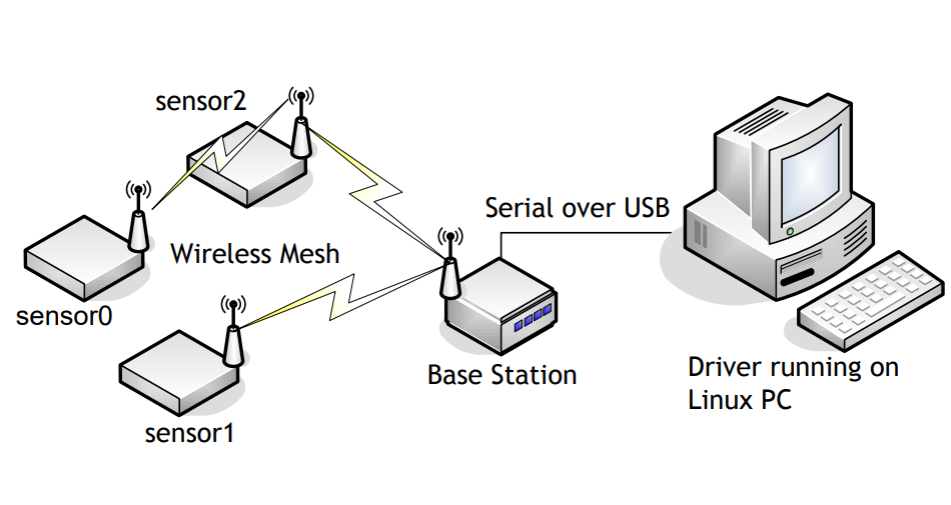 sensor2
Serial over USB
Wireless Mesh
sensor0
Base Station
Driver running on
Linux PC
sensor1